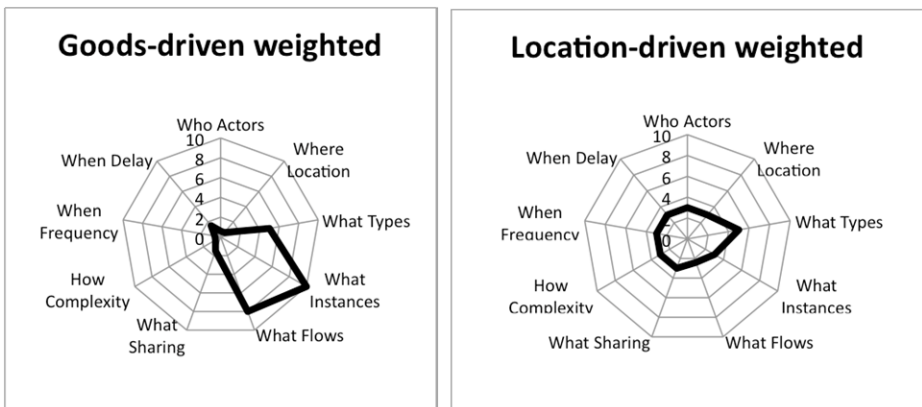 Goods-driven weighted
Who Actors
10
8
6
4
2
0
Where
Location
What Types
What
Instances
What Flows
What
Sharing
How
Complexity
When
Frequency
When Delay
Location-driven weighted
Who Actors
10
8
6
4
2
0
Where
Location
What Types
What
Instances
What Flows
What Sharing
How
Complexity
When
Frequency
When Delay